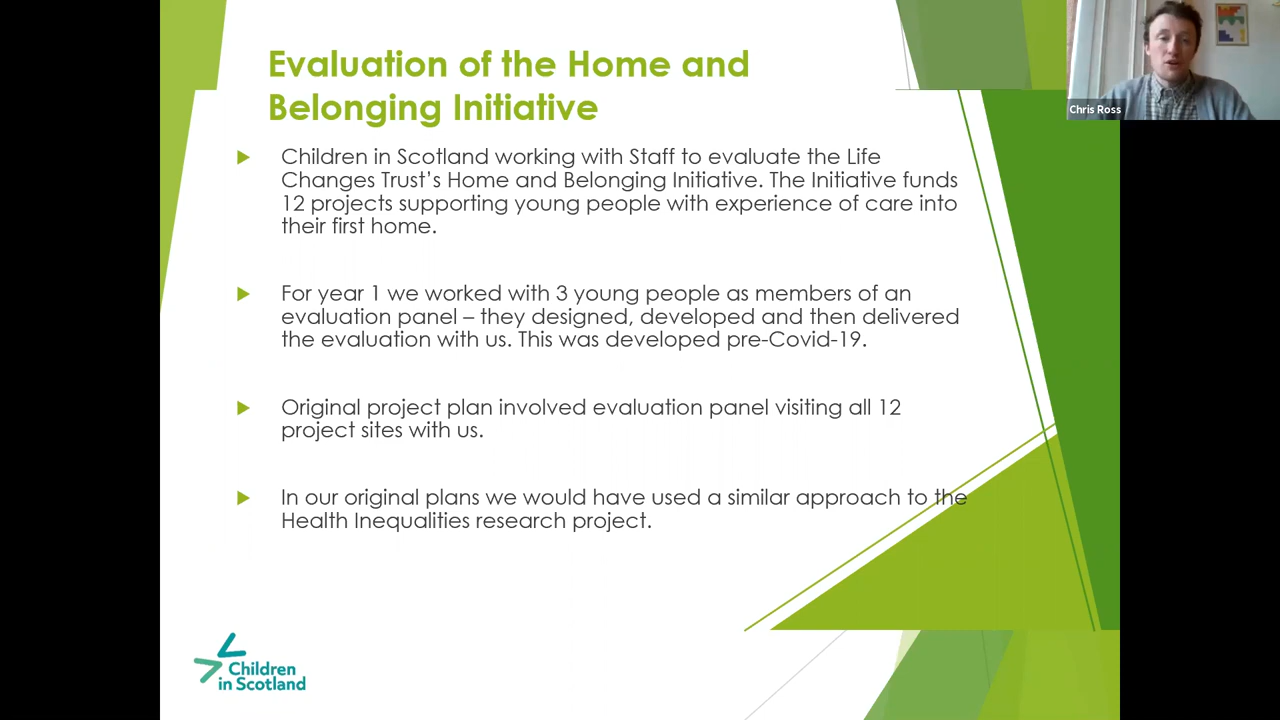 Evaluation of the Home and
Belonging Initiative
Chris Ross
Children in Scotland working with Staff to evaluate the Life
Changes Trust’s Home and Belonging Initiative. The Initiative funds
12 projects supporting young people with experience of care into
their first home.
For year 1 we worked with 3 young people as members of an
evaluation panel – they designed, developed and then delivered
the evaluation with us. This was developed pre-Covid-19.
Original project plan involved evaluation panel visiting all 12
project sites with us.
In our original plans we would have used a similar approach to the
Health Inequalities research project.
Children
in Scotland